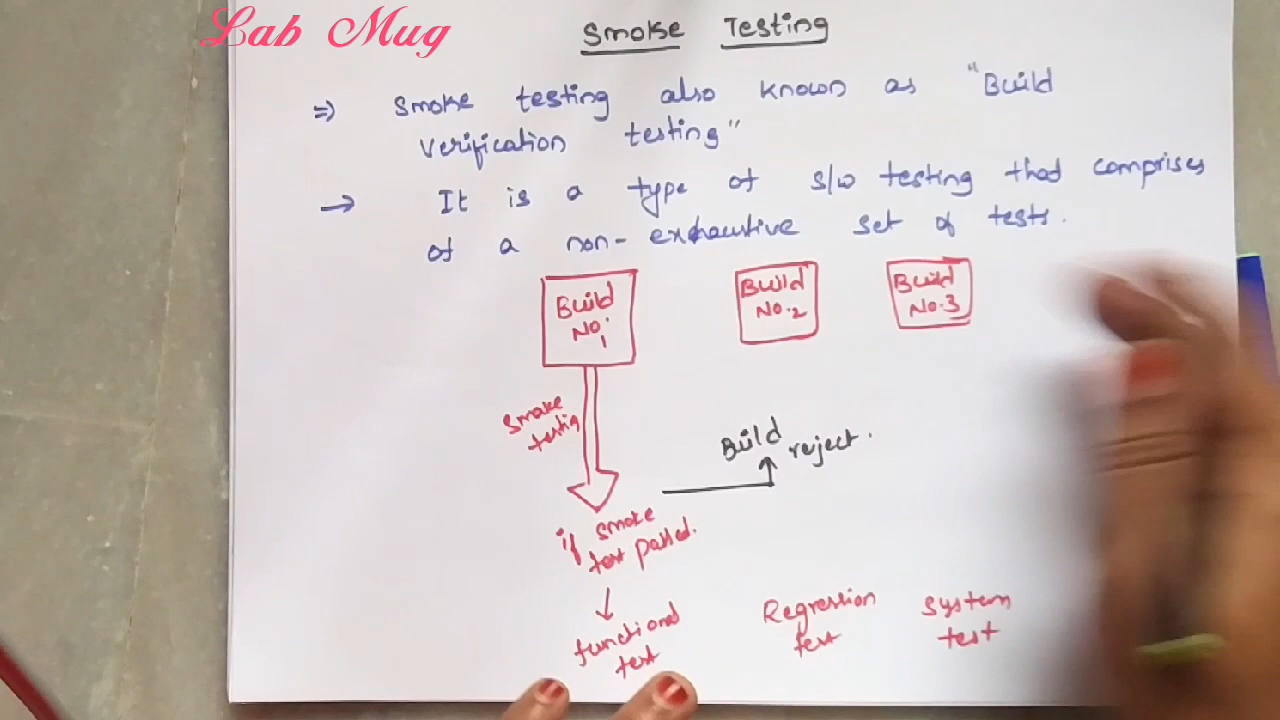 Lab Mug
Smoke Testing
⇒ Smoke testing also known as "Build
verification testing"
→ It is a type of s/w testing that comprises
of a non-exhaustive set of tests.
Build
No.
1
Build
No.2
Build
No.3
Smoke
testig
Build reject.
if smoke
test passed.
functional
test
Regression
test
System
test